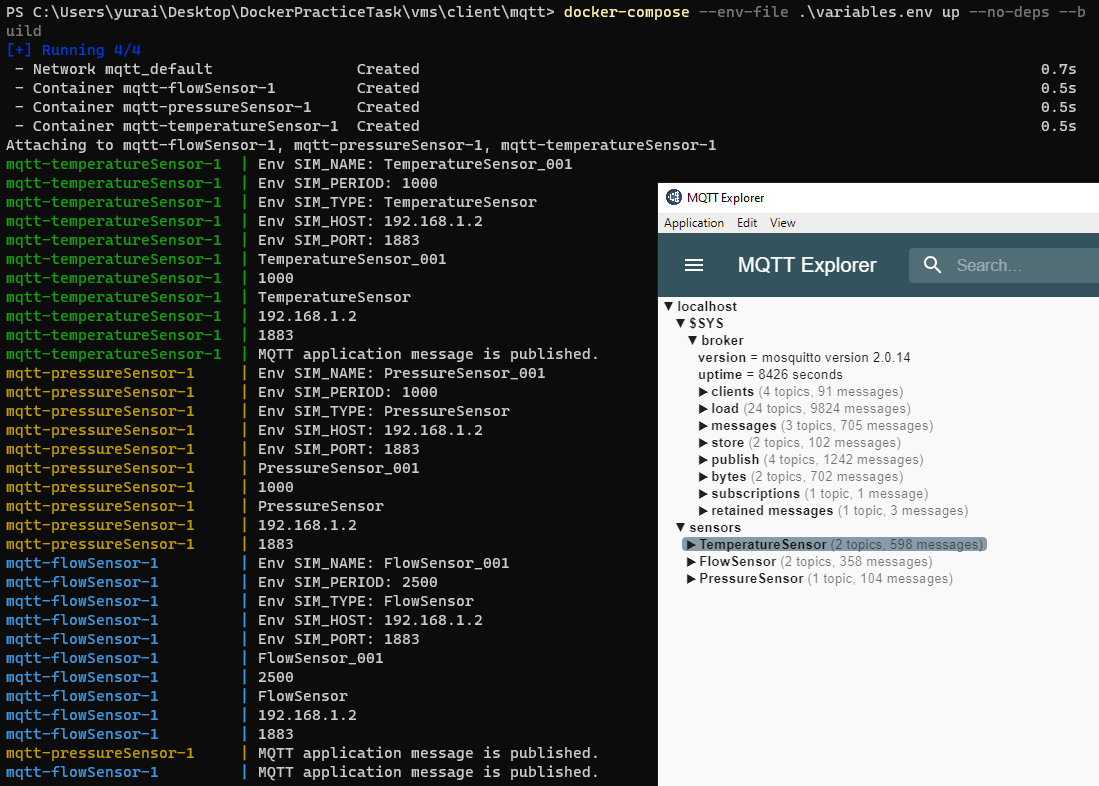 PS C:\Users\yurai\Desktop\DockerPracticeTask\vms\client\mqtt> docker-compose --env-file .\variables.env up --no-deps --b
uild
[+] Running 4/4
- Network mqtt_default Created 0.7s
- Container mqtt-flowSensor-1 Created 0.5s
- Container mqtt-pressureSensor-1 Created 0.5s
- Container mqtt-temperatureSensor-1 Created 0.5s
Attaching to mqtt-flowSensor-1, mqtt-pressureSensor-1, mqtt-temperatureSensor-1
mqtt-temperatureSensor-1 | Env SIM_NAME: TemperatureSensor_001
mqtt-temperatureSensor-1 | Env SIM_PERIOD: 1000
mqtt-temperatureSensor-1 | Env SIM_TYPE: TemperatureSensor
mqtt-temperatureSensor-1 | Env SIM_HOST: 192.168.1.2
mqtt-temperatureSensor-1 | Env SIM_PORT: 1883
mqtt-temperatureSensor-1 | TemperatureSensor_001
mqtt-temperatureSensor-1 | 1000
mqtt-temperatureSensor-1 | TemperatureSensor
mqtt-temperatureSensor-1 | 192.168.1.2
mqtt-temperatureSensor-1 | 1883
mqtt-temperatureSensor-1 | MQTT application message is published.
mqtt-pressureSensor-1 | Env SIM_NAME: PressureSensor_001
mqtt-pressureSensor-1 | Env SIM_PERIOD: 1000
mqtt-pressureSensor-1 | Env SIM_TYPE: PressureSensor
mqtt-pressureSensor-1 | Env SIM_HOST: 192.168.1.2
mqtt-pressureSensor-1 | Env SIM_PORT: 1883
mqtt-pressureSensor-1 | PressureSensor_001
mqtt-pressureSensor-1 | 1000
mqtt-pressureSensor-1 | PressureSensor
mqtt-pressureSensor-1 | 192.168.1.2
mqtt-pressureSensor-1 | 1883
mqtt-flowSensor-1 | Env SIM_NAME: FlowSensor_001
mqtt-flowSensor-1 | Env SIM_PERIOD: 2500
mqtt-flowSensor-1 | Env SIM_TYPE: FlowSensor
mqtt-flowSensor-1 | Env SIM_HOST: 192.168.1.2
mqtt-flowSensor-1 | Env SIM_PORT: 1883
mqtt-flowSensor-1 | FlowSensor_001
mqtt-flowSensor-1 | 2500
mqtt-flowSensor-1 | FlowSensor
mqtt-flowSensor-1 | 192.168.1.2
mqtt-flowSensor-1 | 1883
mqtt-pressureSensor-1 | MQTT application message is published.
mqtt-flowSensor-1 | MQTT application message is published.
MQTT Explorer
Application Edit View
MQTT Explorer Search...
▼ localhost
▼ $SYS
▼ broker
version = mosquitto version 2.0.14
uptime = 8426 seconds
▶ clients (4 topics, 91 messages)
▶ load (24 topics, 9824 messages)
▶ messages (3 topics, 705 messages)
▶ store (2 topics, 102 messages)
▶ publish (4 topics, 1242 messages)
▶ bytes (2 topics, 702 messages)
▶ subscriptions (1 topic, 1 message)
▶ retained messages (1 topic, 3 messages)
▼ sensors
▶ TemperatureSensor (2 topics, 598 messages)
▶ FlowSensor (2 topics, 358 messages)
▶ PressureSensor (1 topic, 104 messages)